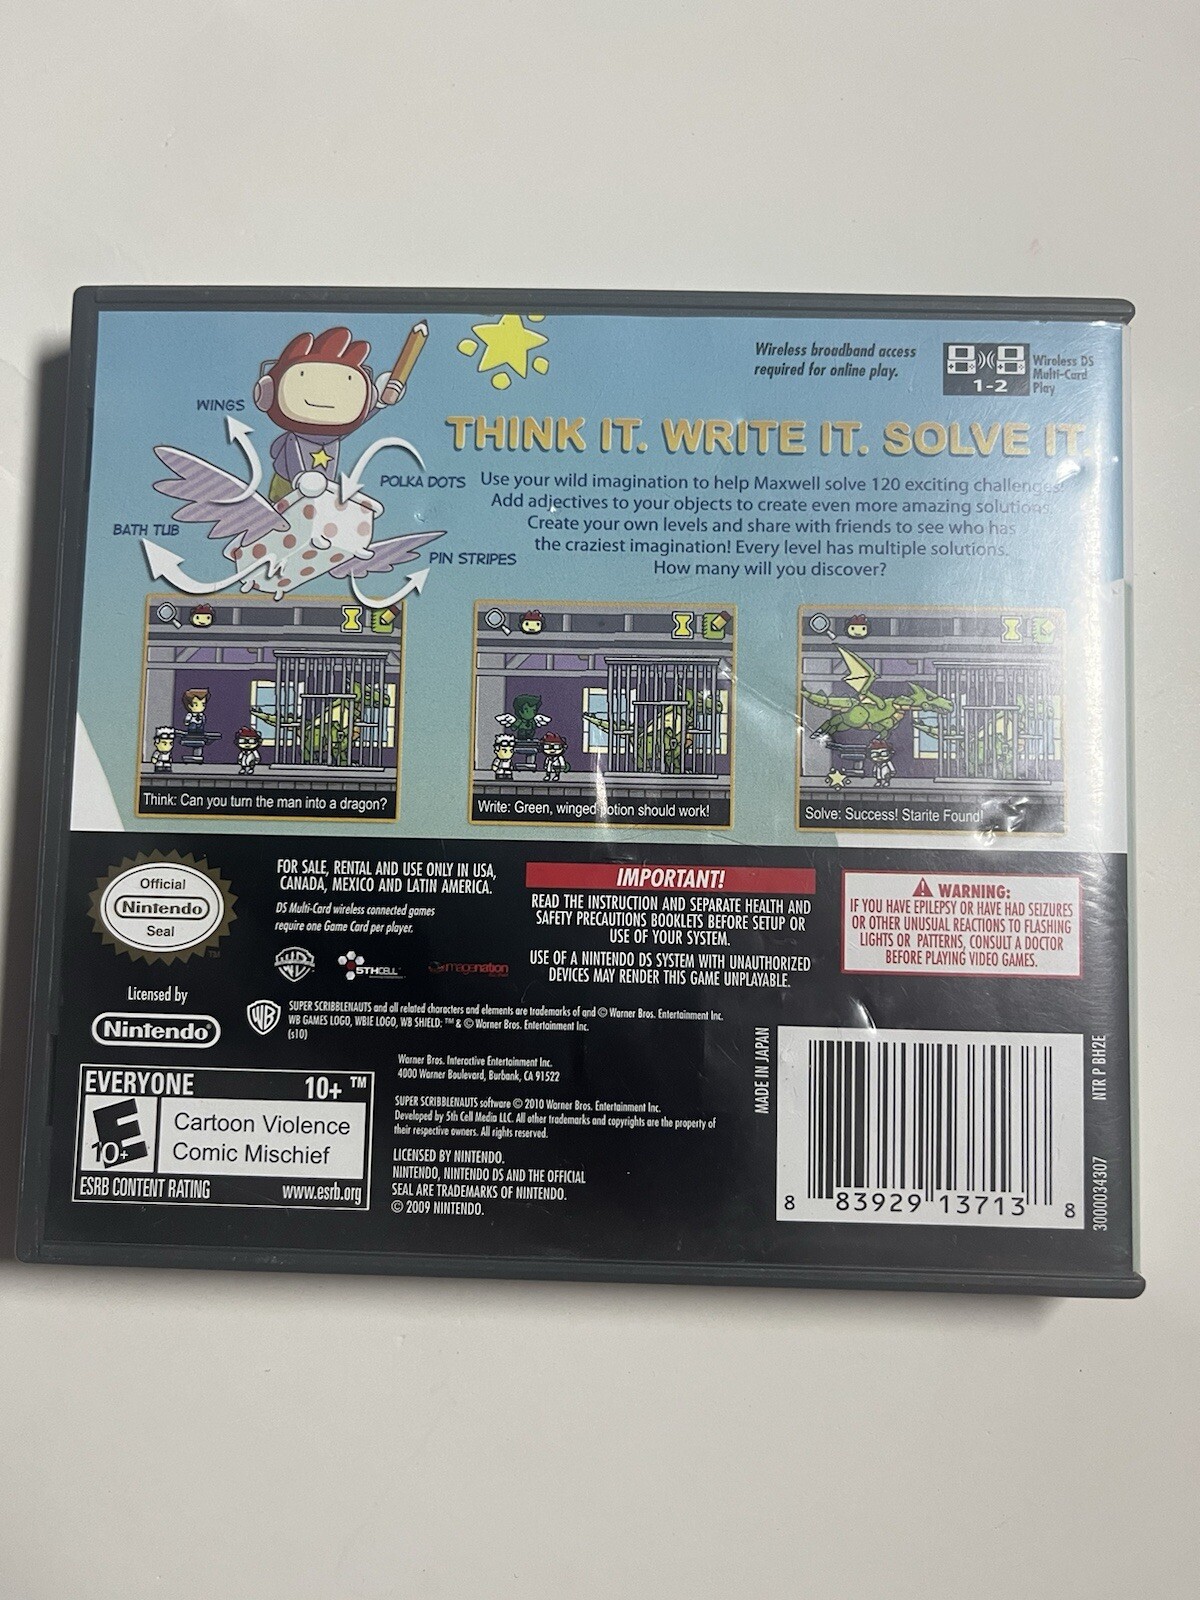 Wireless broadband access
required for online play.
1-2
Wireless DS
Multi-Card
Play
WINGS
POLKA DOTS
BATH TUB
PIN STRIPES
THINK IT. WRITE IT. SOLVE IT.
Use your wild imagination to help Maxwell solve 120 exciting challenges!
Add adjectives to your objects to create even more amazing solutions.
Create your own levels and share with friends to see who has
the craziest imagination! Every level has multiple solutions.
How many will you discover?
Think: Can you turn the man into a dragon?
Write: Green, winged potion should work!
Solve: Success! Starite Found!
Official
Nintendo
Seal
TM
Licensed by
Nintendo®
FOR SALE, RENTAL AND USE ONLY IN USA,
CANADA, MEXICO AND LATIN AMERICA.
DS Multi-Card wireless connected games
require one Game Card per player.
5THCELL
imagenation
IMPORTANT!
READ THE INSTRUCTION AND SEPARATE HEALTH AND
SAFETY PRECAUTIONS BOOKLETS BEFORE SETUP OR
USE OF YOUR SYSTEM.
USE OF A NINTENDO DS SYSTEM WITH UNAUTHORIZED
DEVICES MAY RENDER THIS GAME UNPLAYABLE.
WARNING:
IF YOU HAVE EPILEPSY OR HAVE HAD SEIZURES
OR OTHER UNUSUAL REACTIONS TO FLASHING
LIGHTS OR PATTERNS, CONSULT A DOCTOR
BEFORE PLAYING VIDEO GAMES.
WB
SUPER SCRIBBLENAUTS and all related characters and elements are trademarks of and © Warner Bros. Entertainment Inc.
WB GAMES LOGO, WBIE LOGO, WB SHIELD: ™ & © Warner Bros. Entertainment Inc.
(s10)
Warner Bros. Interactive Entertainment Inc.
4000 Warner Boulevard, Burbank, CA 91522
SUPER SCRIBBLENAUTS software © 2010 Warner Bros. Entertainment Inc.
Developed by 5th Cell Media LLC. All other trademarks and copyrights are the property of
their respective owners. All rights reserved.
LICENSED BY NINTENDO.
NINTENDO, NINTENDO DS AND THE OFFICIAL
SEAL ARE TRADEMARKS OF NINTENDO.
© 2009 NINTENDO.
EVERYONE 10+ ™
E
10+
Cartoon Violence
Comic Mischief
ESRB CONTENT RATING www.esrb.org
MADE IN JAPAN
8 83929 13713 8
NTR P BH2E
3000034307